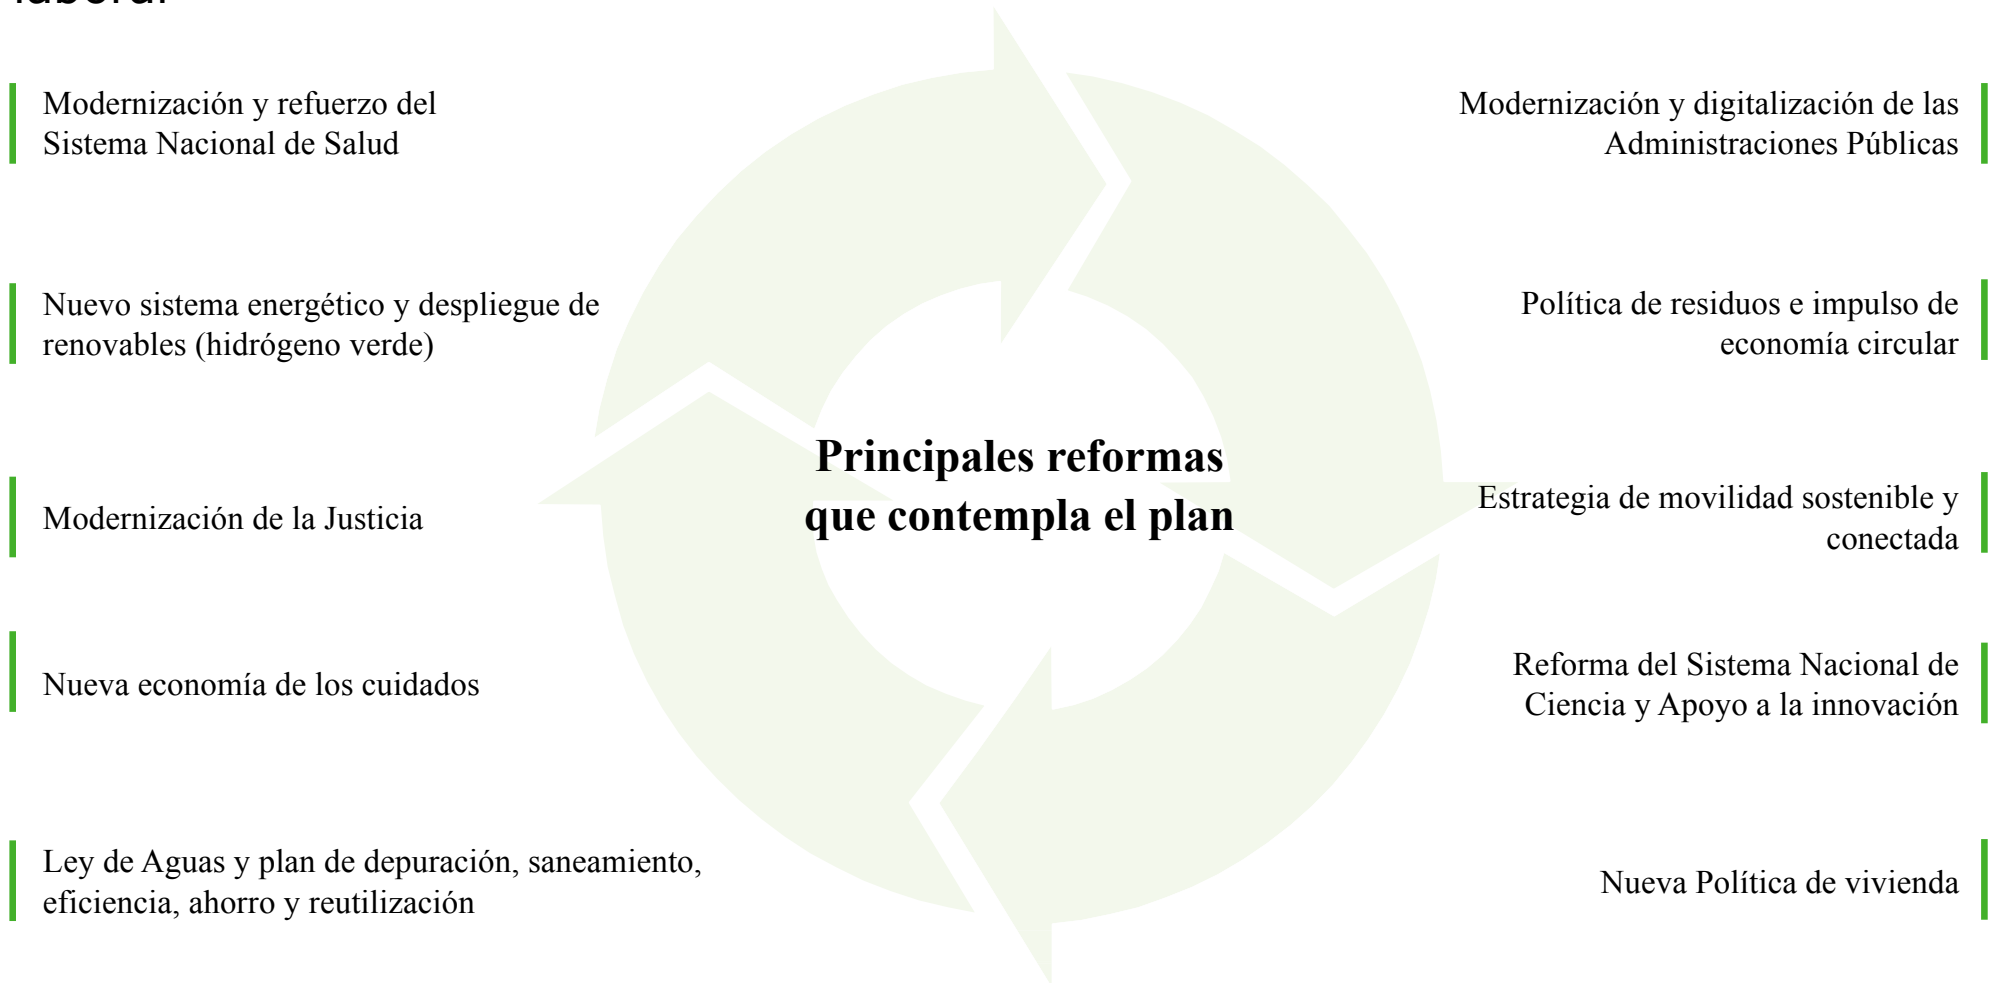 laboral
Modernización y refuerzo del
Sistema Nacional de Salud
Nuevo sistema energético y despliegue de
renovables (hidrógeno verde)
Modernización de la Justicia
Nueva economía de los cuidados
Ley de Aguas y plan de depuración, saneamiento,
eficiencia, ahorro y reutilización
Principales reformas
que contempla el plan
Modernización y digitalización de las
Administraciones Públicas
Política de residuos e impulso de
economía circular
Estrategia de movilidad sostenible y
conectada
Reforma del Sistema Nacional de
Ciencia y Apoyo a la innovación
Nueva Política de vivienda